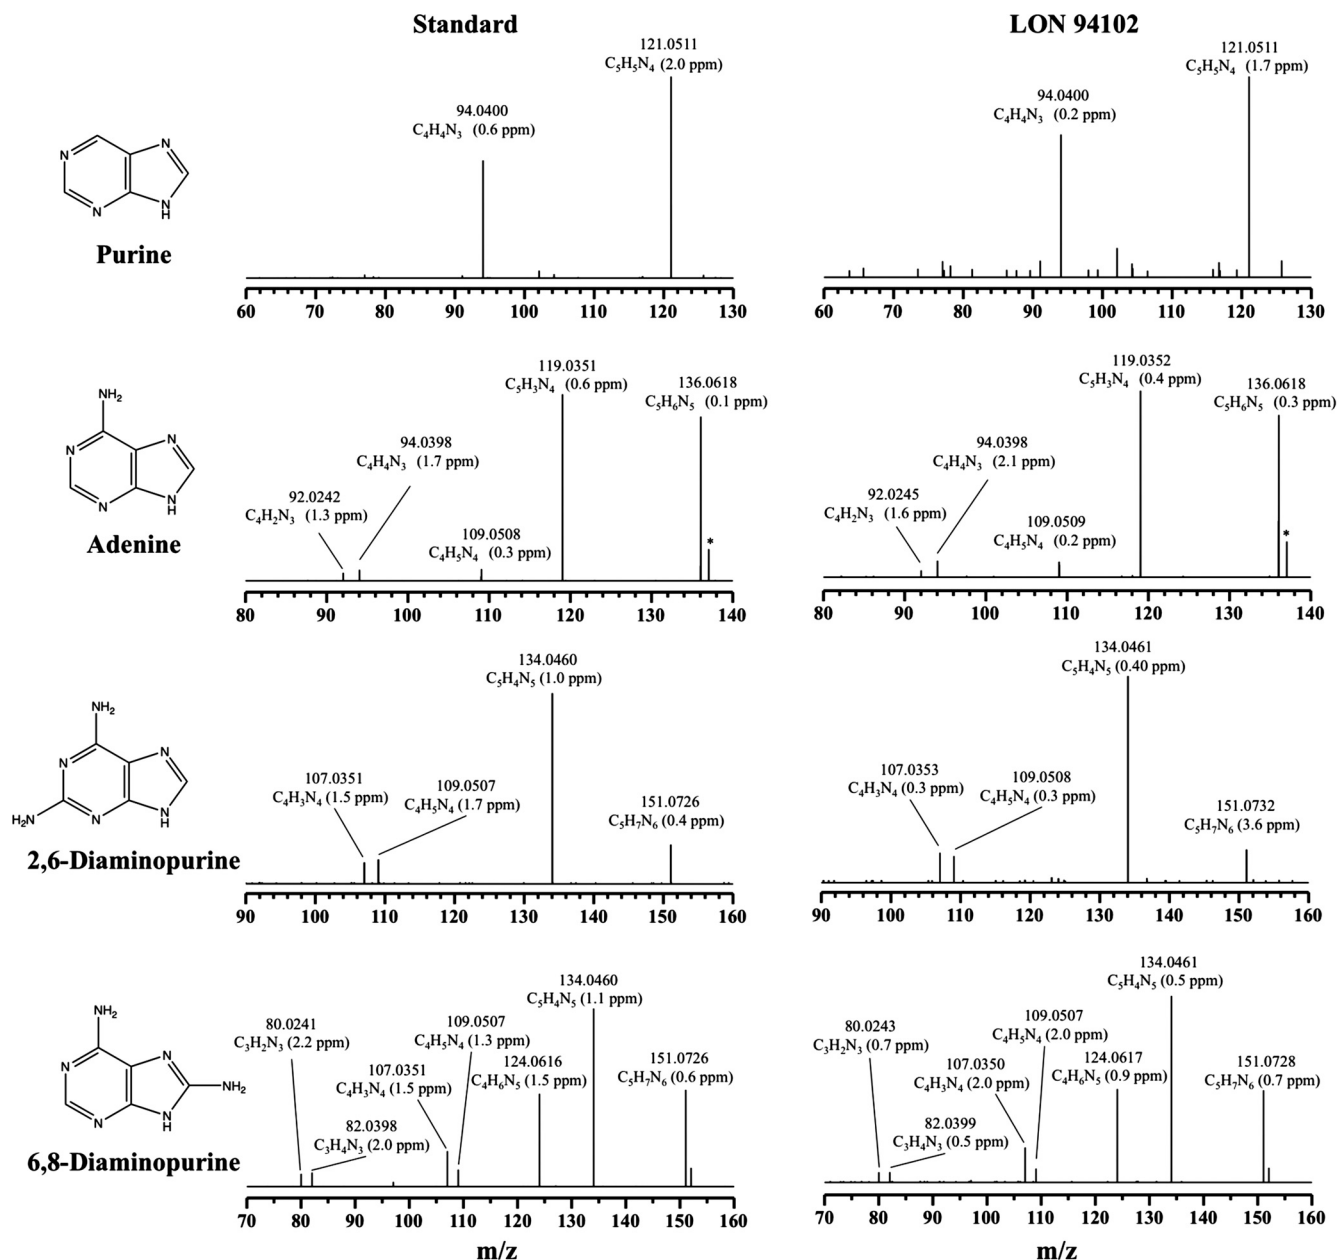 Standard
LON 94102
121.0511
C₅H₅N₄ (2.0 ppm)
94.0400
C₄H₄N₃ (0.6 ppm)
60 70 80 90 100 110 120 130
121.0511
C₅H₅N₄ (1.7 ppm)
94.0400
C₄H₄N₃ (0.2 ppm)
60 70 80 90 100 110 120 130
N
N
N
N
H
Purine
119.0351
C₅H₃N₄ (0.6 ppm)
136.0618
C₅H₆N₅ (0.1 ppm)
94.0398
C₄H₄N₃ (1.7 ppm)
92.0242
C₄H₂N₃ (1.3 ppm)
109.0508
C₄H₅N₄ (0.3 ppm)
*
80 90 100 110 120 130 140
119.0352
C₅H₃N₄ (0.4 ppm)
136.0618
C₅H₆N₅ (0.3 ppm)
94.0398
C₄H₄N₃ (2.1 ppm)
92.0245
C₄H₂N₃ (1.6 ppm)
109.0509
C₄H₅N₄ (0.2 ppm)
*
80 90 100 110 120 130 140
NH₂
N
N
N
N
H
Adenine
134.0460
C₅H₄N₅ (1.0 ppm)
107.0351
C₄H₃N₄ (1.5 ppm)
109.0507
C₄H₅N₄ (1.7 ppm)
151.0726
C₅H₇N₆ (0.4 ppm)
90 100 110 120 130 140 150 160
134.0461
C₅H₄N₅ (0.40 ppm)
107.0353
C₄H₃N₄ (0.3 ppm)
109.0508
C₄H₅N₄ (0.3 ppm)
151.0732
C₅H₇N₆ (3.6 ppm)
90 100 110 120 130 140 150 160
NH₂
N
N
H₂N
N
N
H
2,6-Diaminopurine
134.0460
C₅H₄N₅ (1.1 ppm)
80.0241
C₃H₂N₃ (2.2 ppm)
109.0507
C₄H₅N₄ (1.3 ppm)
107.0351
C₄H₃N₄ (1.5 ppm)
124.0616
C₄H₆N₅ (1.5 ppm)
151.0726
C₅H₇N₆ (0.6 ppm)
82.0398
C₃H₄N₃ (2.0 ppm)
70 80 90 100 110 120 130 140 150 160
m/z
134.0461
C₅H₄N₅ (0.5 ppm)
80.0243
C₃H₂N₃ (0.7 ppm)
109.0507
C₄H₅N₄ (2.0 ppm)
107.0350
C₄H₃N₄ (2.0 ppm)
124.0617
C₄H₆N₅ (0.9 ppm)
151.0728
C₅H₇N₆ (0.7 ppm)
82.0399
C₃H₄N₃ (0.5 ppm)
70 80 90 100 110 120 130 140 150 160
m/z
NH₂
N
N
NH₂
N
N
H
6,8-Diaminopurine